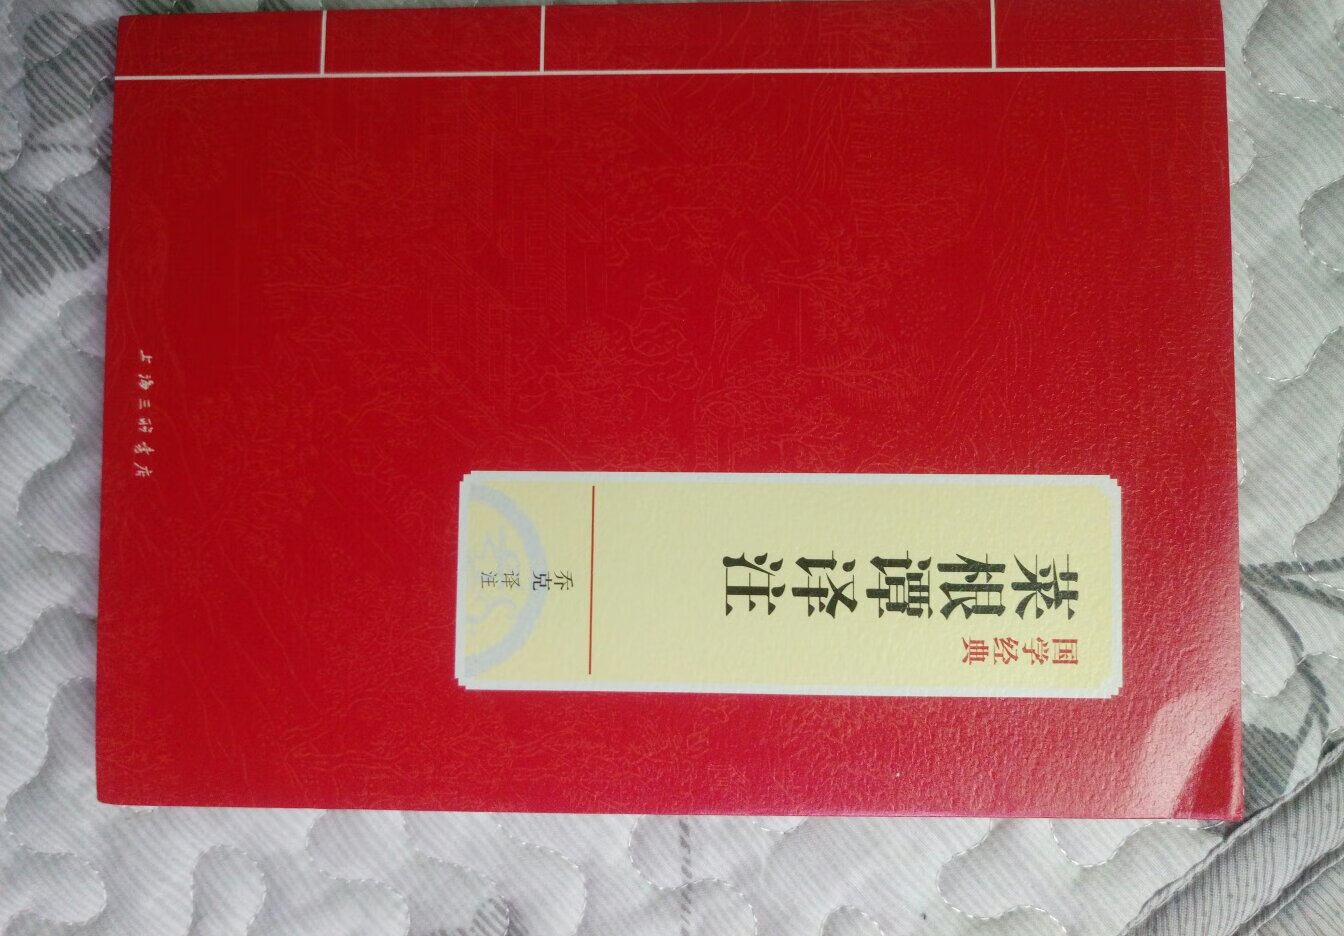 国学经典
菜根谭译注
乔克 译注
上海三联书店